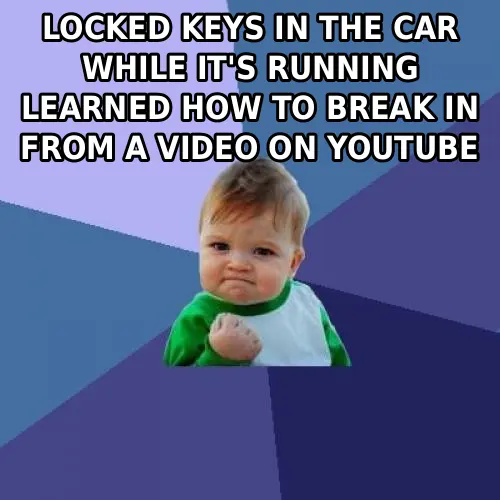 LOCKED KEYS IN THE CAR
WHILE IT'S RUNNING
LEARNED HOW TO BREAK IN
FROM A VIDEO ON YOUTUBE